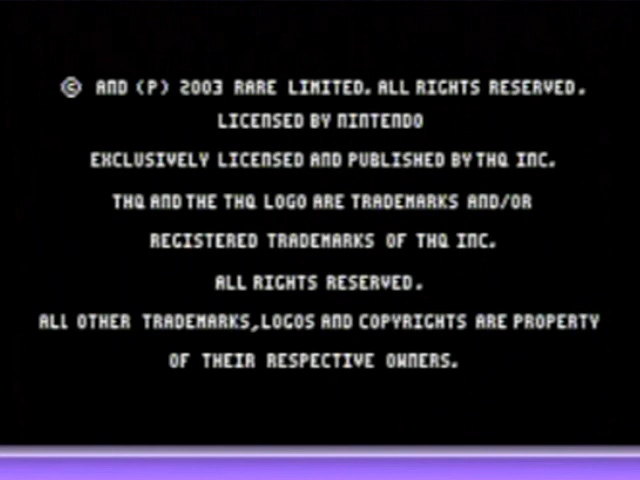 © AND (P) 2003 RARE LIMITED. ALL RIGHTS RESERVED.
LICENSED BY NINTENDO
EXCLUSIVELY LICENSED AND PUBLISHED BY THQ INC.
THQ AND THE THQ LOGO ARE TRADEMARKS AND/OR
REGISTERED TRADEMARKS OF THQ INC.
ALL RIGHTS RESERVED.
ALL OTHER TRADEMARKS, LOGOS AND COPYRIGHTS ARE PROPERTY
OF THEIR RESPECTIVE OWNERS.